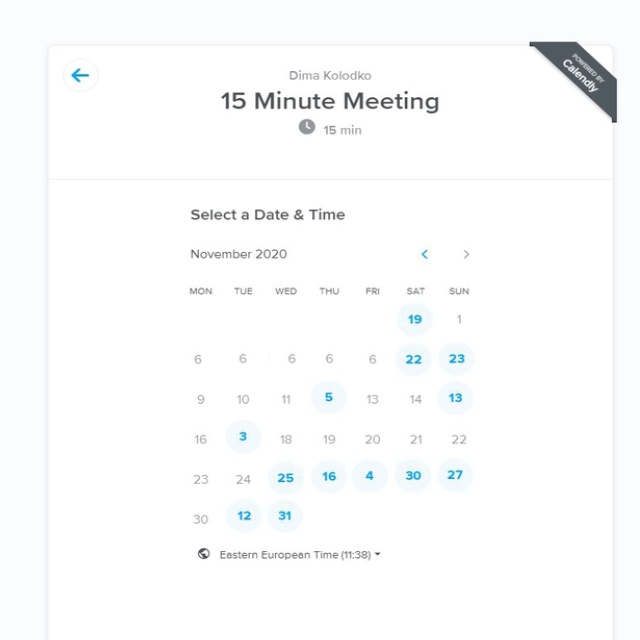 POWERED BY
Calendly
Dima Kolodko
15 Minute Meeting
15 min
Select a Date & Time
November 2020
MON TUE WED THU FRI SAT SUN
19 1
6 6 6 6 6 22 23
9 10 11 5 13 14 13
16 3 18 19 20 21 22
23 24 25 16 4 30 27
30 12 31
Eastern European Time (11:38)